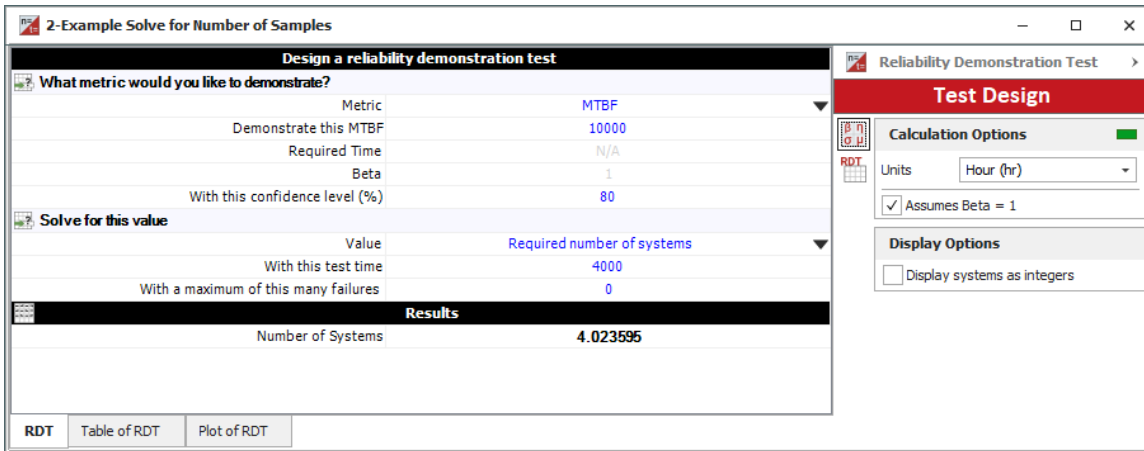 2-Example Solve for Number of Samples
Design a reliability demonstration test
What metric would you like to demonstrate?
Metric MTBF
Demonstrate this MTBF 10000
Required Time N/A
Beta 1
With this confidence level (%) 80
Solve for this value
Value Required number of systems
With this test time 4000
With a maximum of this many failures 0
Results
Number of Systems 4.023595
RDT Table of RDT Plot of RDT
Reliability Demonstration Test
Test Design
β η
σ μ
Calculation Options
RDT
Units Hour (hr)
Assumes Beta = 1
Display Options
Display systems as integers